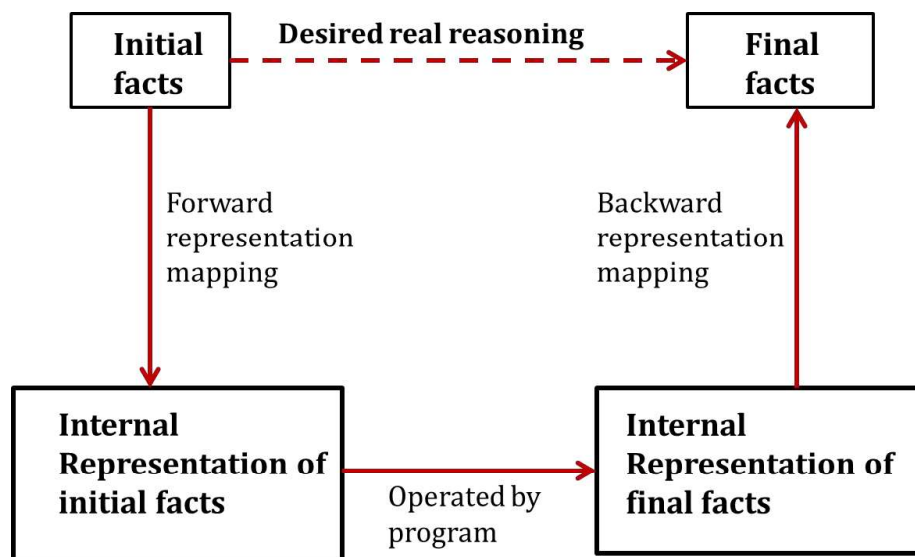 Initial
facts
Desired real reasoning
Final
facts
Forward
representation
mapping
Backward
representation
mapping
Internal
Representation of
initial facts
Operated by
program
Internal
Representation of
final facts